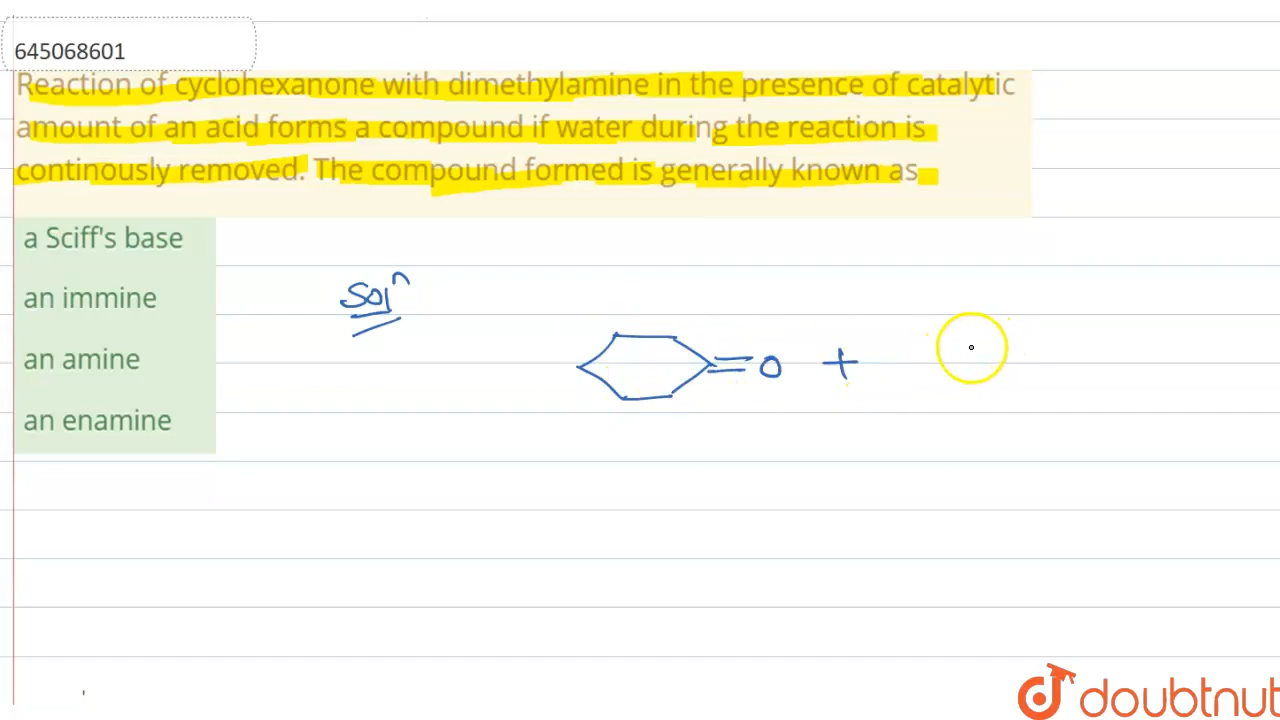 645068601
Reaction of cyclohexanone with dimethylamine in the presence of catalytic
amount of an acid forms a compound if water during the reaction is
continously removed. The compound formed is generally known as
a Sciff's base
an immine
an amine
an enamine
Solⁿ
=O +
doubtnut